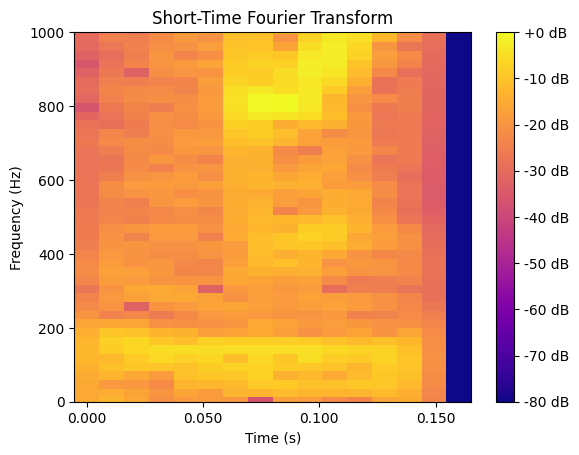 Short-Time Fourier Transform
1000
800
600
400
200
0
Frequency (Hz)
0.000
0.050
0.100
0.150
Time (s)
+0 dB
-10 dB
-20 dB
-30 dB
-40 dB
-50 dB
-60 dB
-70 dB
-80 dB